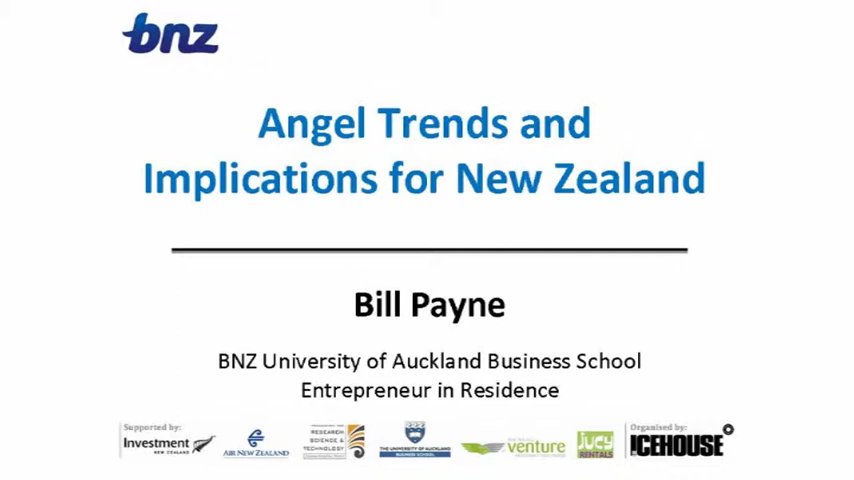 bnz
Angel Trends and
Implications for New Zealand
Bill Payne
BNZ University of Auckland Business School
Entrepreneur in Residence
Supported by:
Investment
NEW ZEALAND
AIR NEW ZEALAND
RESEARCH
SCIENCE &
TECHNOLOGY
THE UNIVERSITY OF AUCKLAND
BUSINESS SCHOOL
venture
jucy
RENTALS
Organised by:
ICEHOUSE